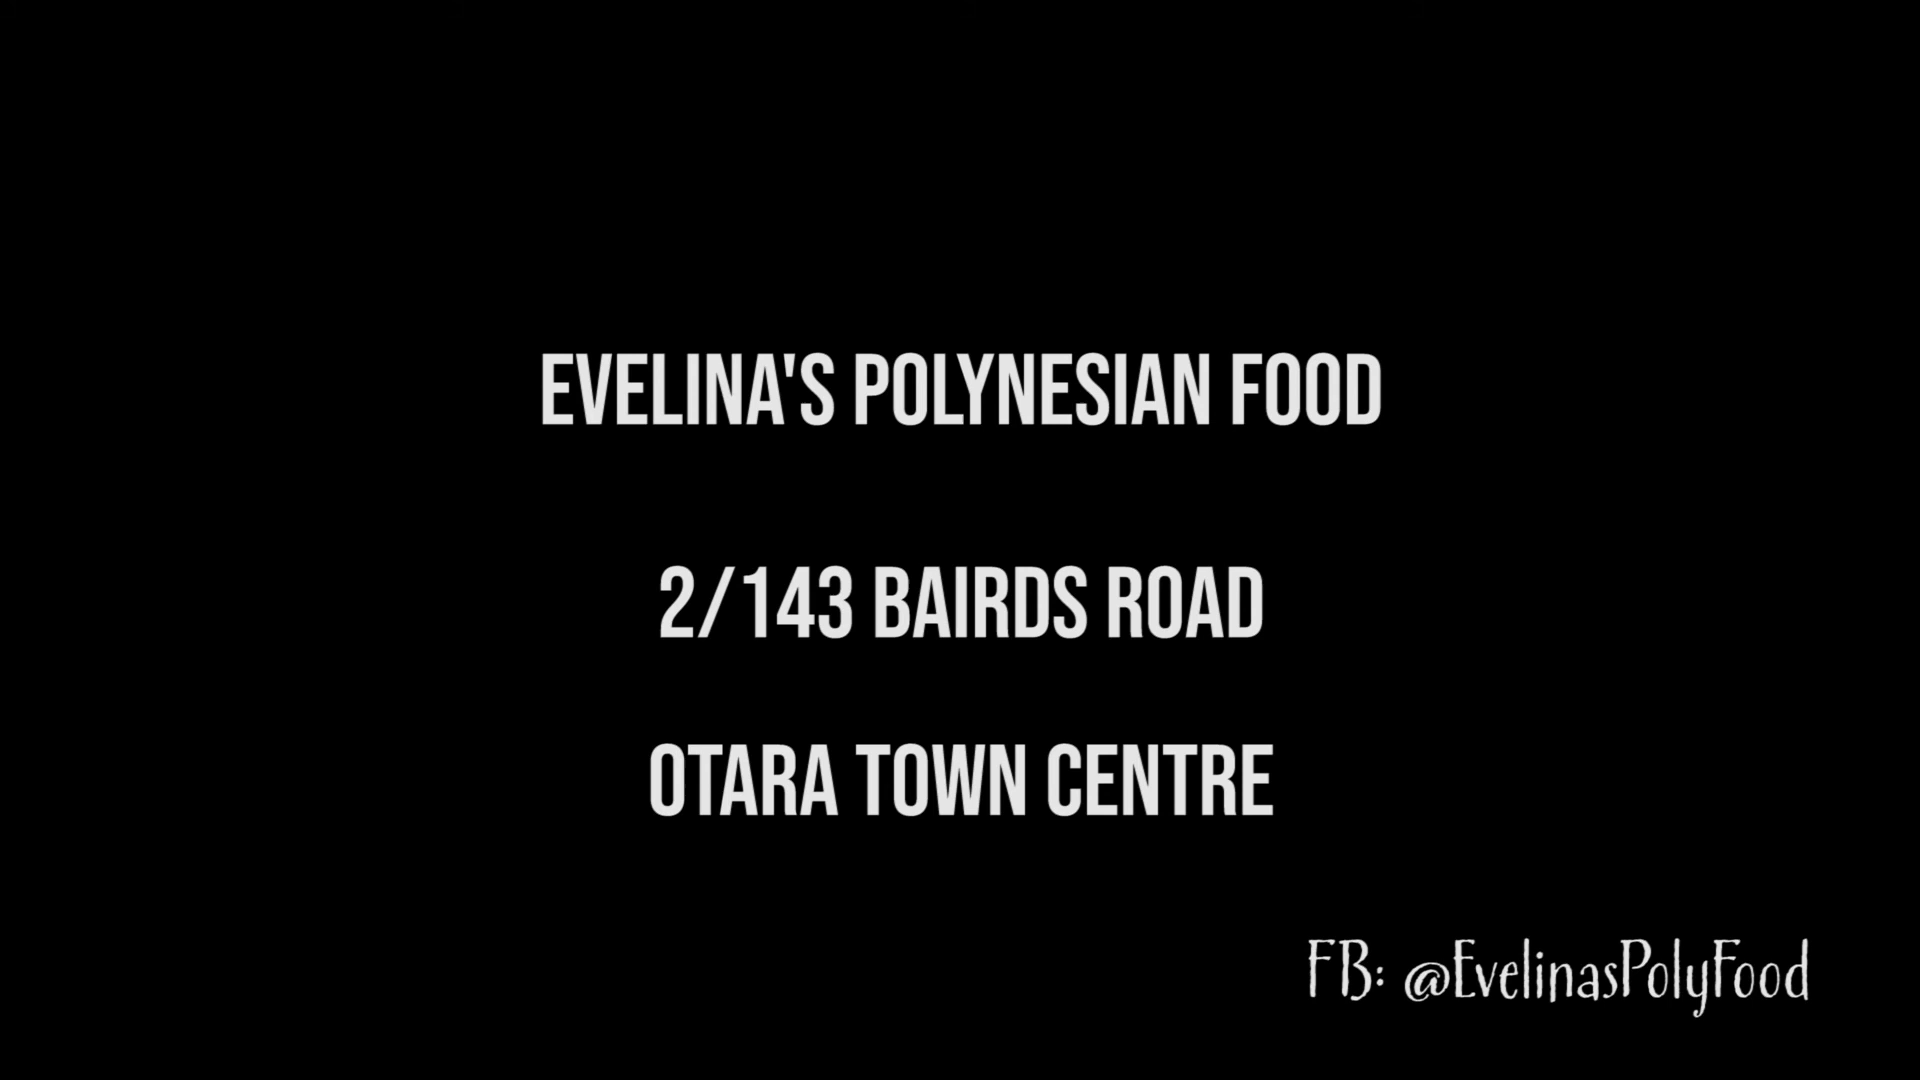 EVELINA'S POLYNESIAN FOOD
2/143 BAIRDS ROAD
OTARA TOWN CENTRE
FB: @EvelinasPolyFood